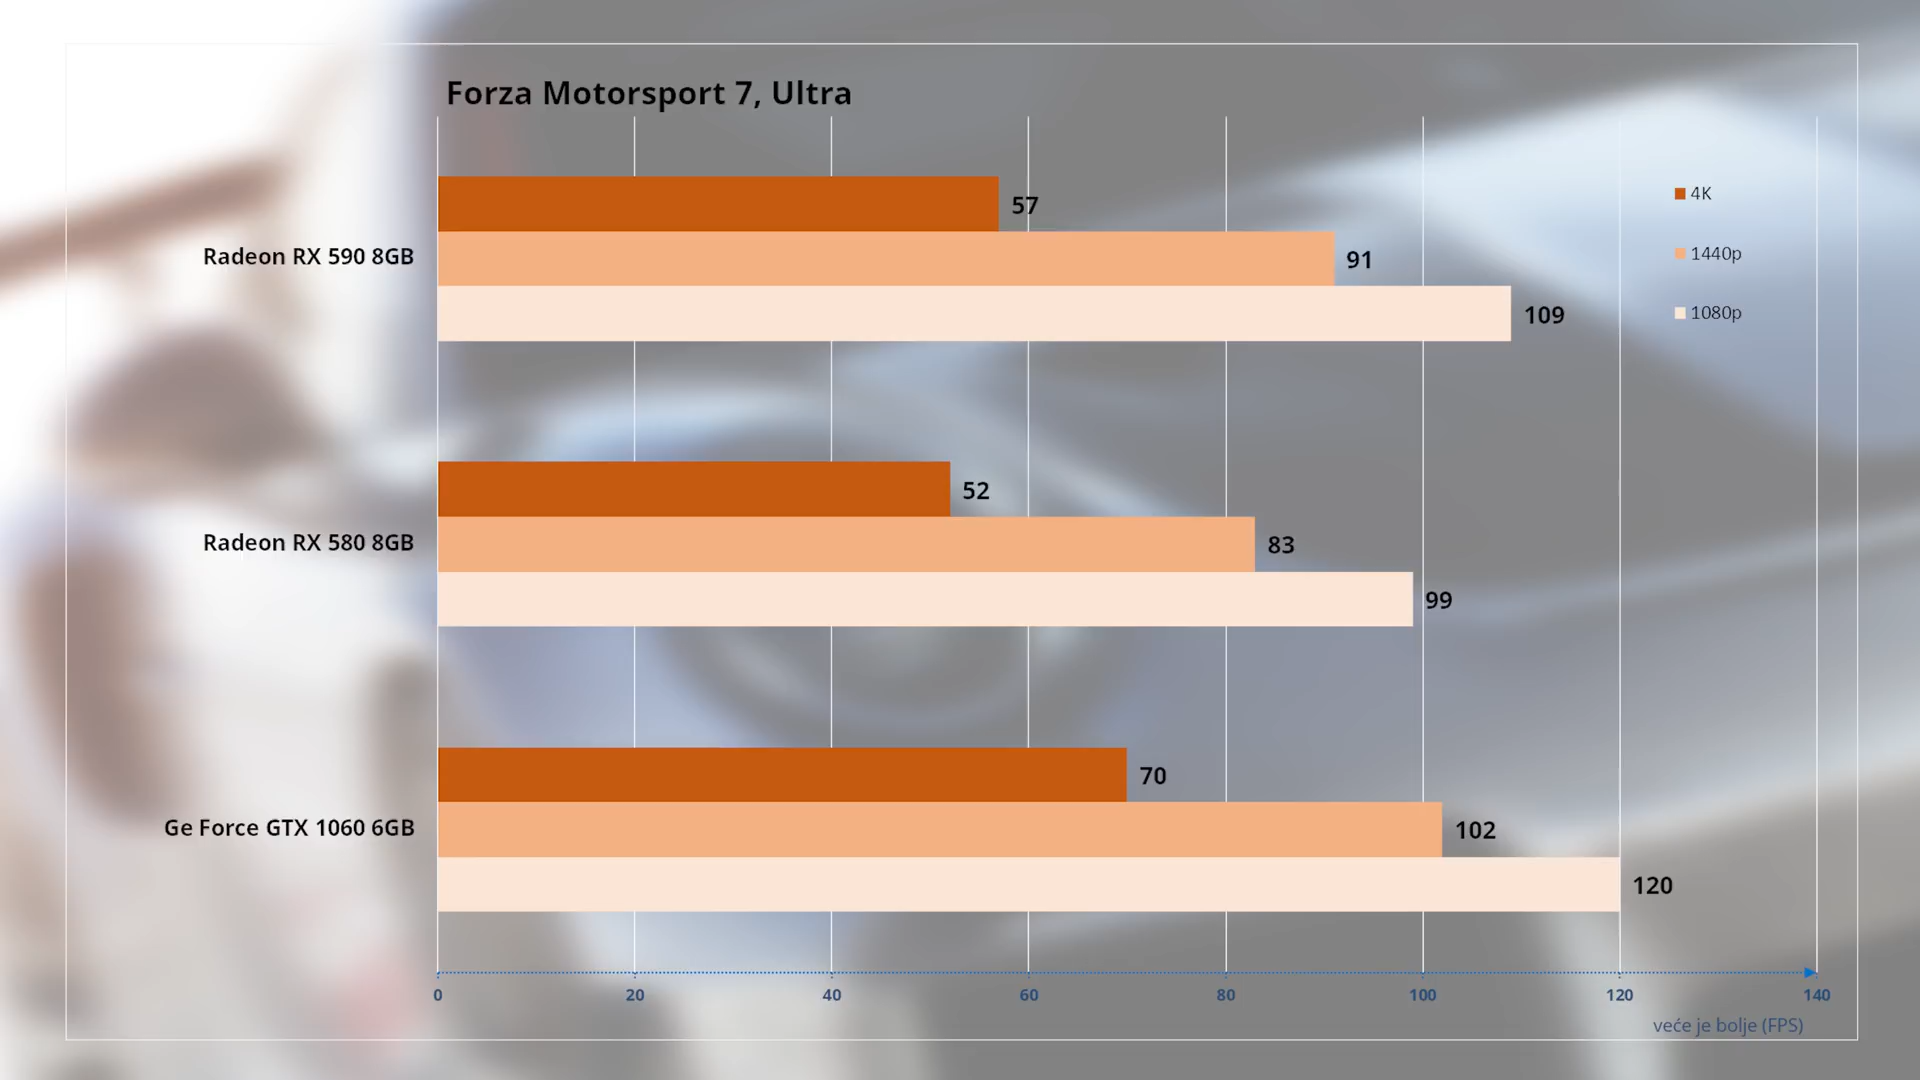 Forza Motorsport 7, Ultra
Radeon RX 590 8GB
57
91
109
4K
1440p
1080p
Radeon RX 580 8GB
52
83
99
Ge Force GTX 1060 6GB
70
102
120
0 20 40 60 80 100 120 140
veće je bolje (FPS)